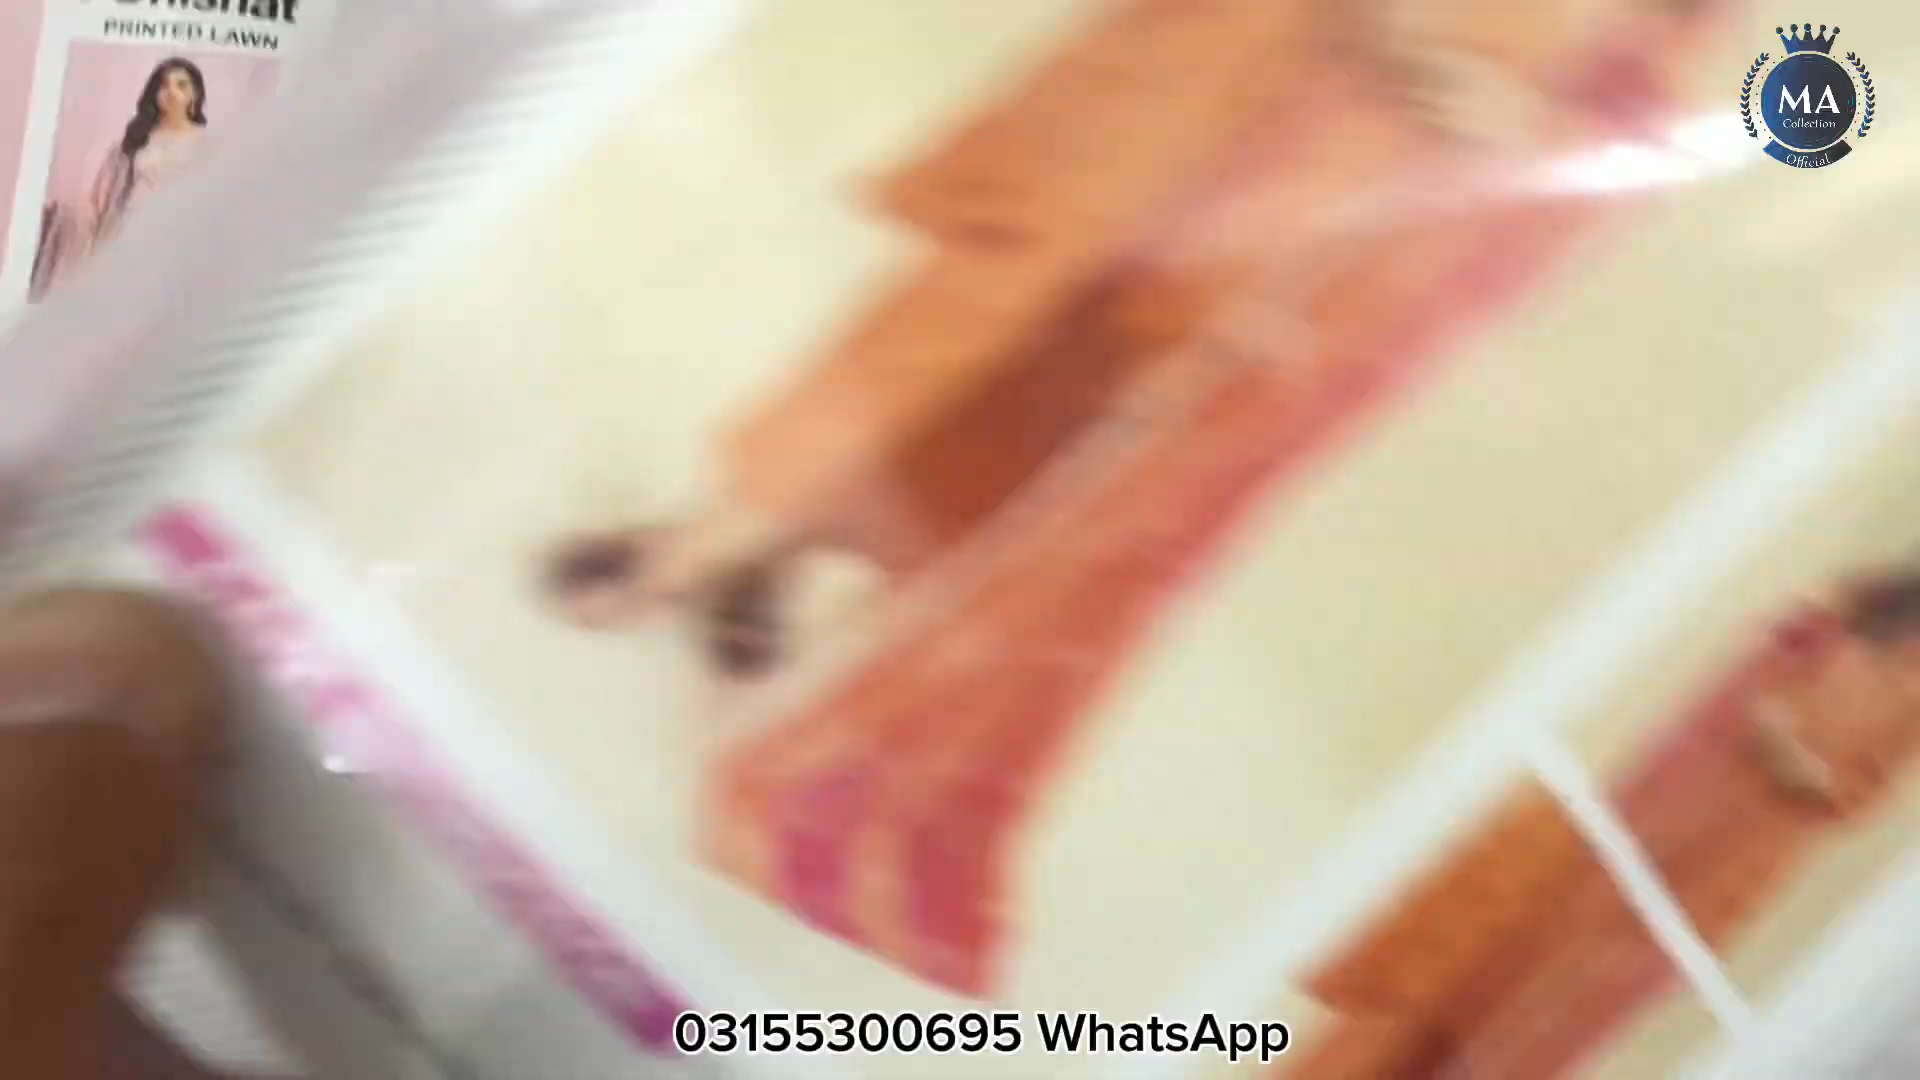 PRINTED LAWN
MA
Collection
Official
03155300695 WhatsApp